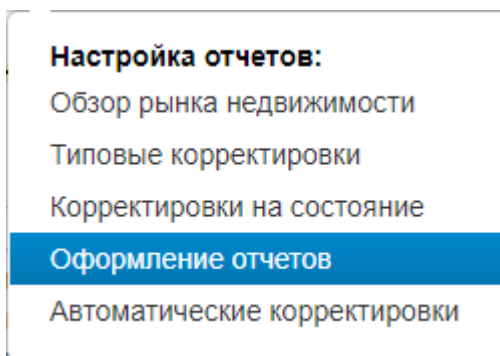 Настройка отчетов:
Обзор рынка недвижимости
Типовые корректировки
Корректировки на состояние
Оформление отчетов
Автоматические корректировки